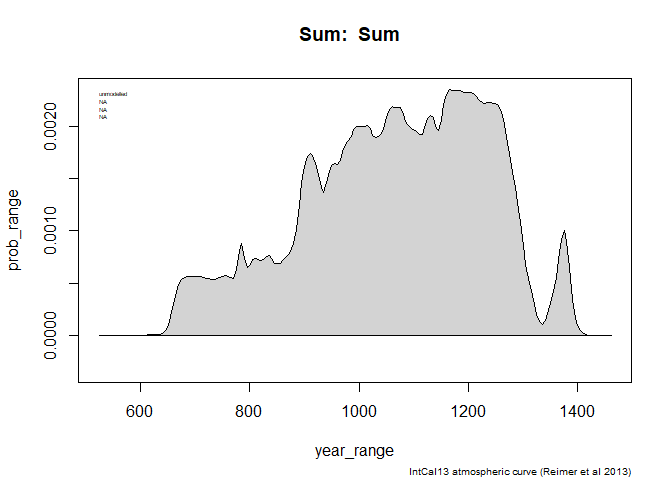 Sum:  Sum
unmodelled
NA
NA
NA
0.0020
0.0010
0.0000
prob_range
600 800 1000 1200 1400
year_range
IntCal13 atmospheric curve (Reimer et al 2013)